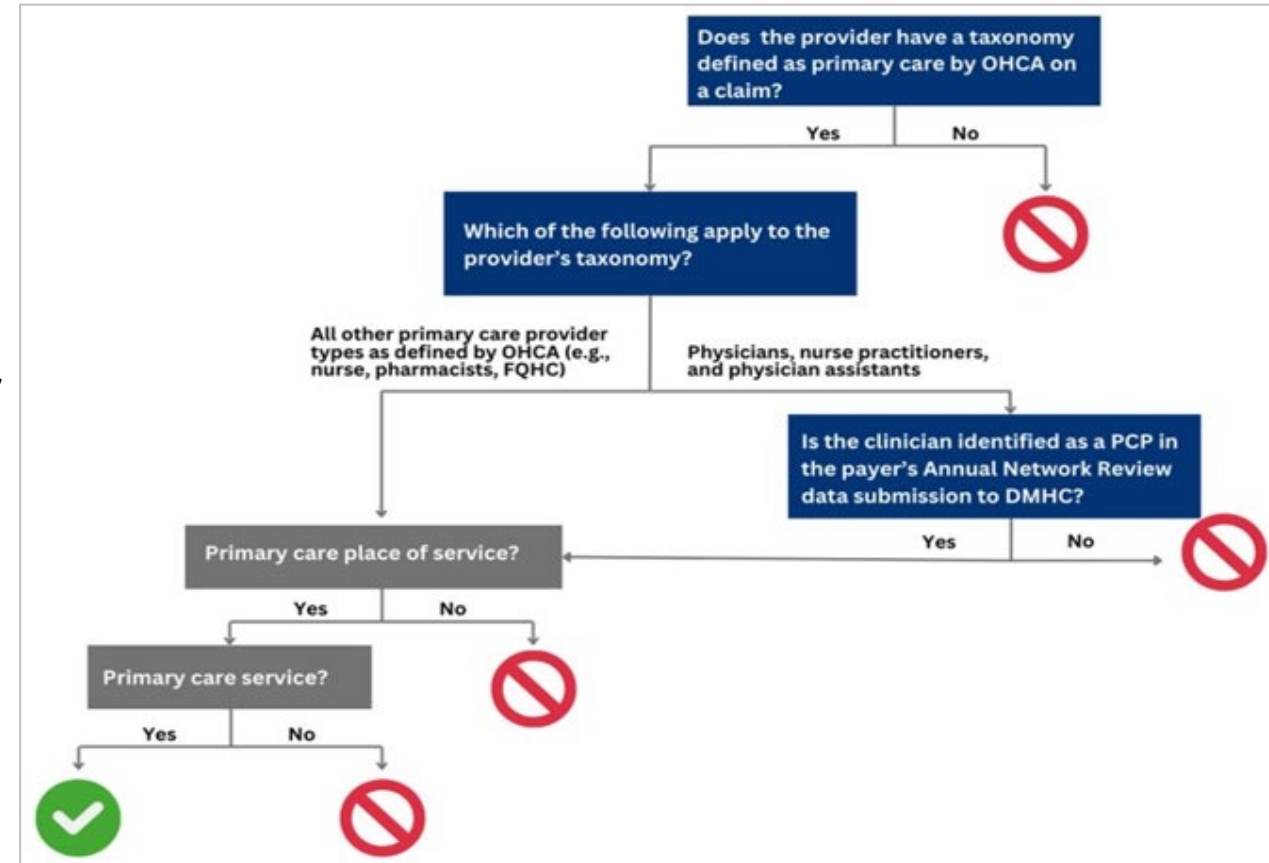 Does the provider have a taxonomy
defined as primary care by OHCA on
a claim?
Yes
No
Which of the following apply to the
provider's taxonomy?
All other primary care provider
types as defined by OHCA (e.g.,
nurse, pharmacists, FQHC)
Physicians, nurse practitioners,
and physician assistants
Is the clinician identified as a PCP in
the payer's Annual Network Review
data submission to DMHC?
Yes
No
Primary care place of service?
Yes
No
Primary care service?
Yes
No